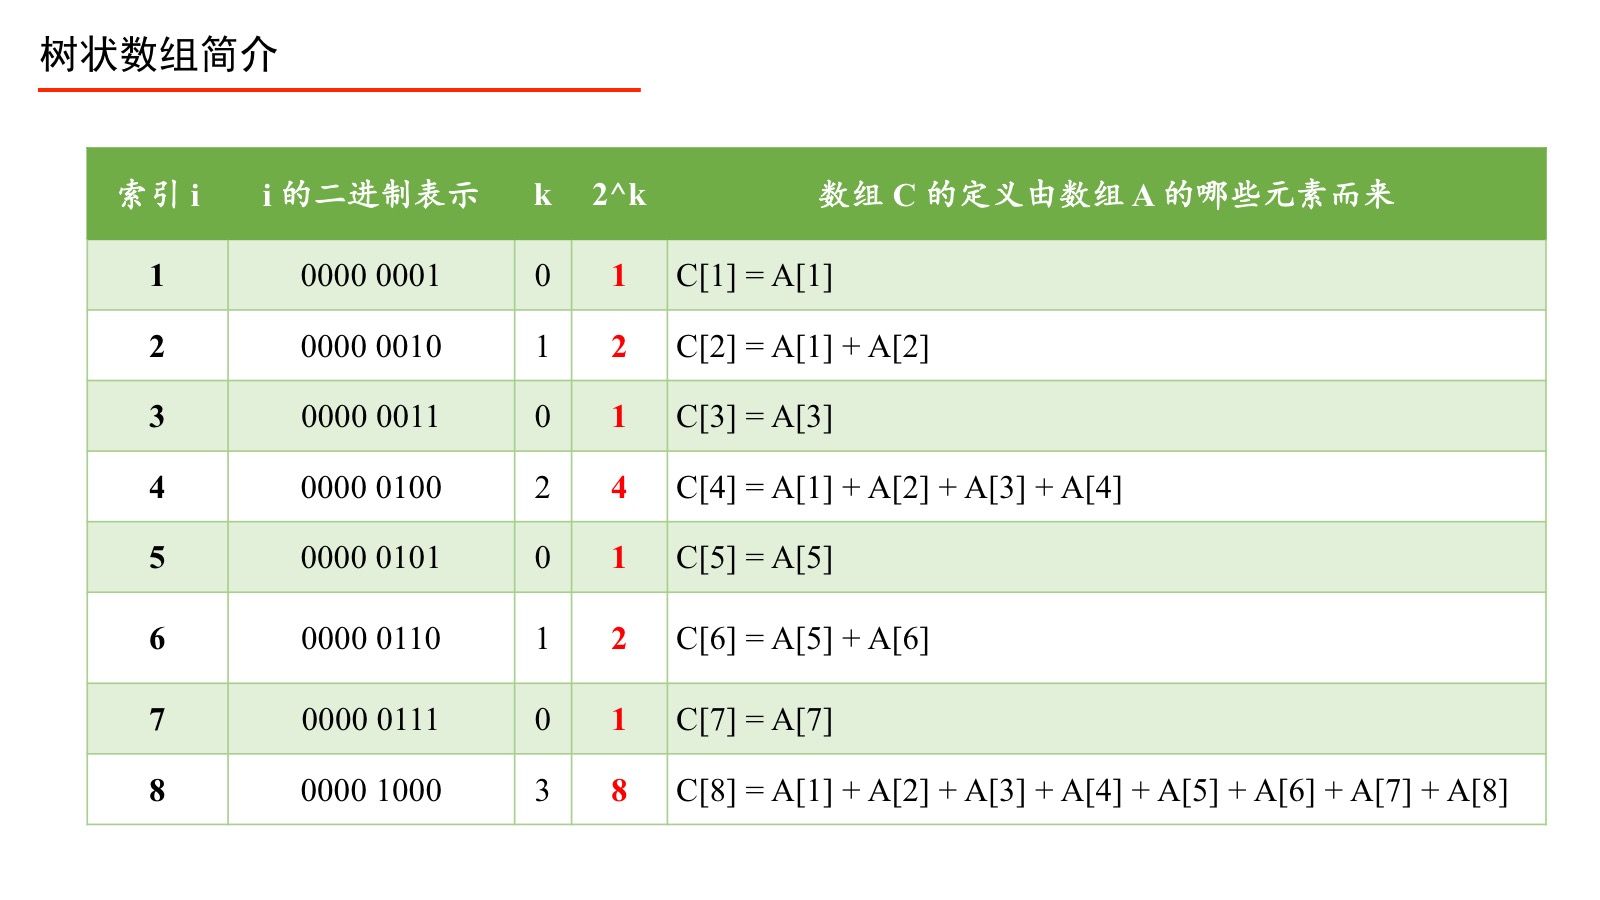 树状数组简介
索引 i i 的二进制表示 k 2^k 数组 C 的定义由数组 A 的哪些元素而来
1 0000 0001 0 1 C[1] = A[1]
2 0000 0010 1 2 C[2] = A[1] + A[2]
3 0000 0011 0 1 C[3] = A[3]
4 0000 0100 2 4 C[4] = A[1] + A[2] + A[3] + A[4]
5 0000 0101 0 1 C[5] = A[5]
6 0000 0110 1 2 C[6] = A[5] + A[6]
7 0000 0111 0 1 C[7] = A[7]
8 0000 1000 3 8 C[8] = A[1] + A[2] + A[3] + A[4] + A[5] + A[6] + A[7] + A[8]